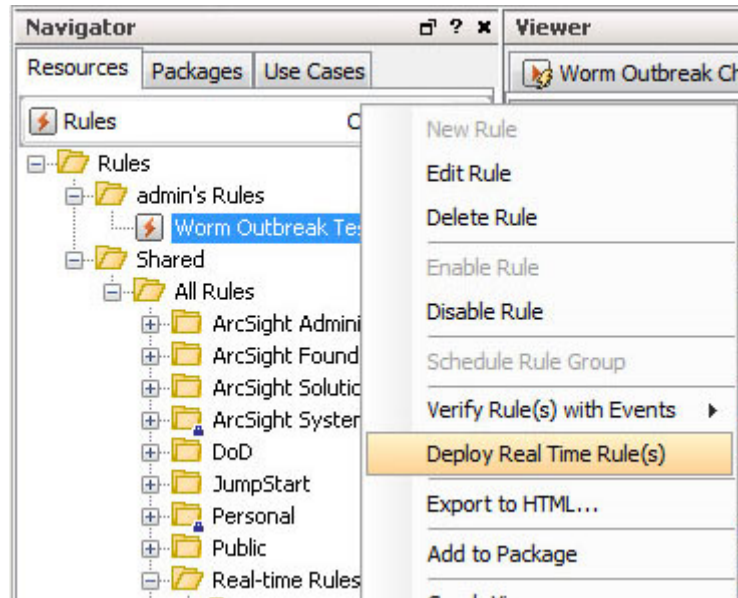 Navigator ? Viewer
Resources Packages Use Cases
Worm Outbreak Ch
Rules
New Rule
Edit Rule
Delete Rule
Enable Rule
Disable Rule
Schedule Rule Group
Verify Rule(s) with Events
Deploy Real Time Rule(s)
Export to HTML...
Add to Package
Rules
admin's Rules
Worm Outbreak Te
Shared
All Rules
ArcSight Admini
ArcSight Found
ArcSight Solutic
ArcSight System
DoD
JumpStart
Personal
Public
Real-time Rules